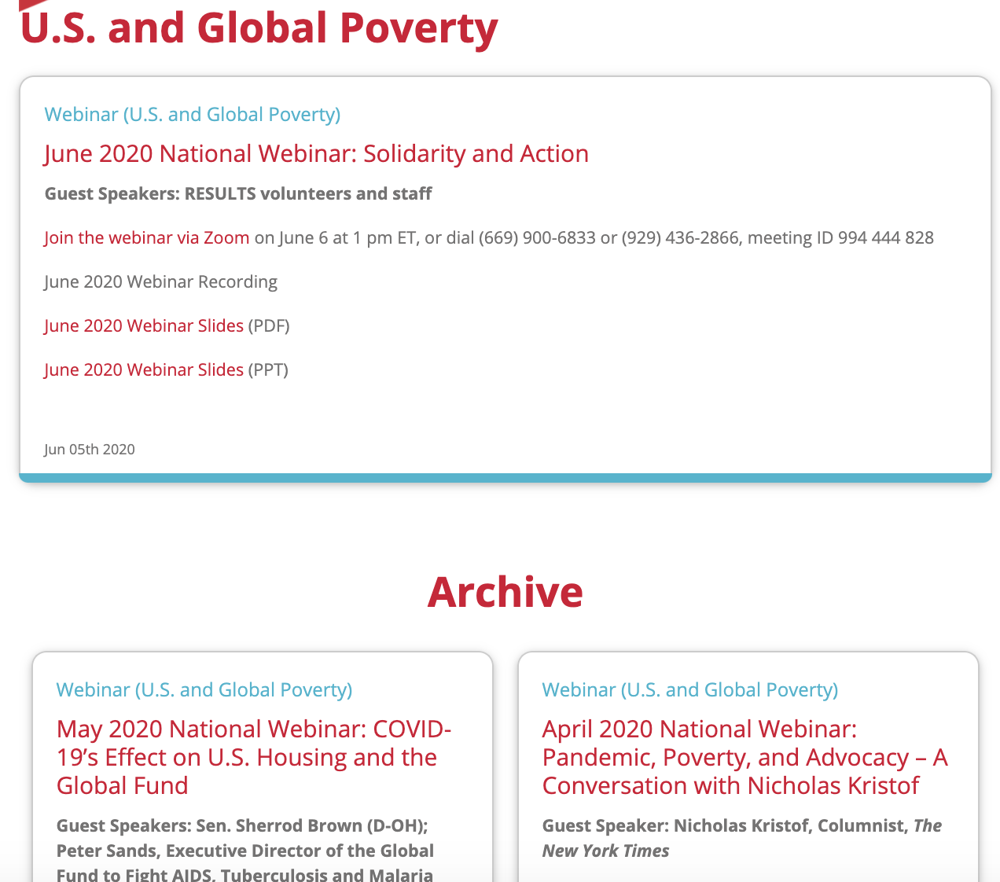 U.S. and Global Poverty
Webinar (U.S. and Global Poverty)
June 2020 National Webinar: Solidarity and Action
Guest Speakers: RESULTS volunteers and staff
Join the webinar via Zoom on June 6 at 1 pm ET, or dial (669) 900-6833 or (929) 436-2866, meeting ID 994 444 828
June 2020 Webinar Recording
June 2020 Webinar Slides (PDF)
June 2020 Webinar Slides (PPT)
Jun 05th 2020
Archive
Webinar (U.S. and Global Poverty)
May 2020 National Webinar: COVID-
19’s Effect on U.S. Housing and the
Global Fund
Guest Speakers: Sen. Sherrod Brown (D-OH);
Peter Sands, Executive Director of the Global
Fund to Fight AIDS, Tuberculosis and Malaria
Webinar (U.S. and Global Poverty)
April 2020 National Webinar:
Pandemic, Poverty, and Advocacy – A
Conversation with Nicholas Kristof
Guest Speaker: Nicholas Kristof, Columnist, The
New York Times